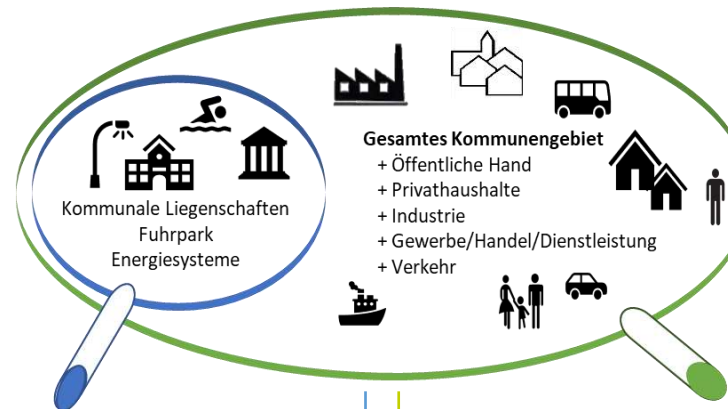 Kommunale Liegenschaften
Fuhrpark
Energiesysteme
Gesamtes Kommunengebiet
+ Öffentliche Hand
+ Privathaushalte
+ Industrie
+ Gewerbe/Handel/Dienstleistung
+ Verkehr